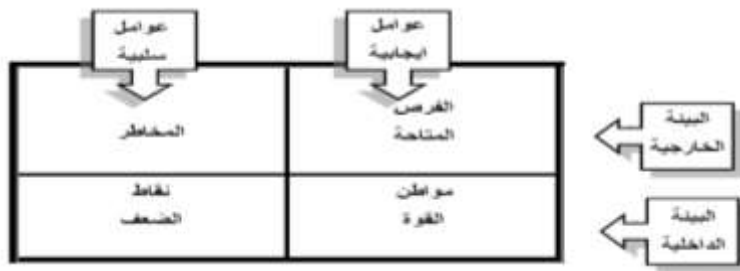 عوامل
ايجابية
عوامل
سلبية
الفرص
المتاحة
المخاطر
البيئة
الخارجية
مواطن
القوة
نقاط
الضعف
البيئة
الداخلية